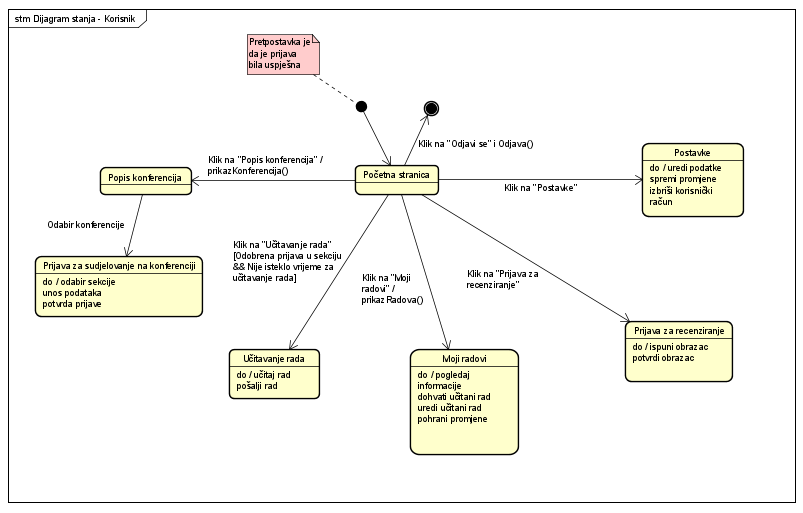 stm Dijagram stanja - Korisnik
Pretpostavka je
da je prijava
bila uspješna
Klik na "Odjavi se" i Odjava()
Klik na "Popis konferencija" /
prikazKonferencija()
Popis konferencija
Početna stranica
Klik na "Postavke"
Postavke
do / uredi podatke
spremi promjene
izbriši korisnički
račun
Odabir konferencije
Prijava za sudjelovanje na konferenciji
do / odabir sekcije
unos podataka
potvrda prijave
Klik na "Učitavanje rada"
[Odobrena prijava u sekciju
&& Nije isteklo vrijeme za
učitavanje rada]
Klik na "Moji
radovi" /
prikazRadova()
Klik na "Prijava za
recenziranje"
Učitavanje rada
do / učitaj rad
pošalji rad
Moji radovi
do / pogledaj
informacije
dohvati učitani rad
uredi učitani rad
pohrani promjene
Prijava za recenziranje
do / ispuni obrazac
potvrdi obrazac